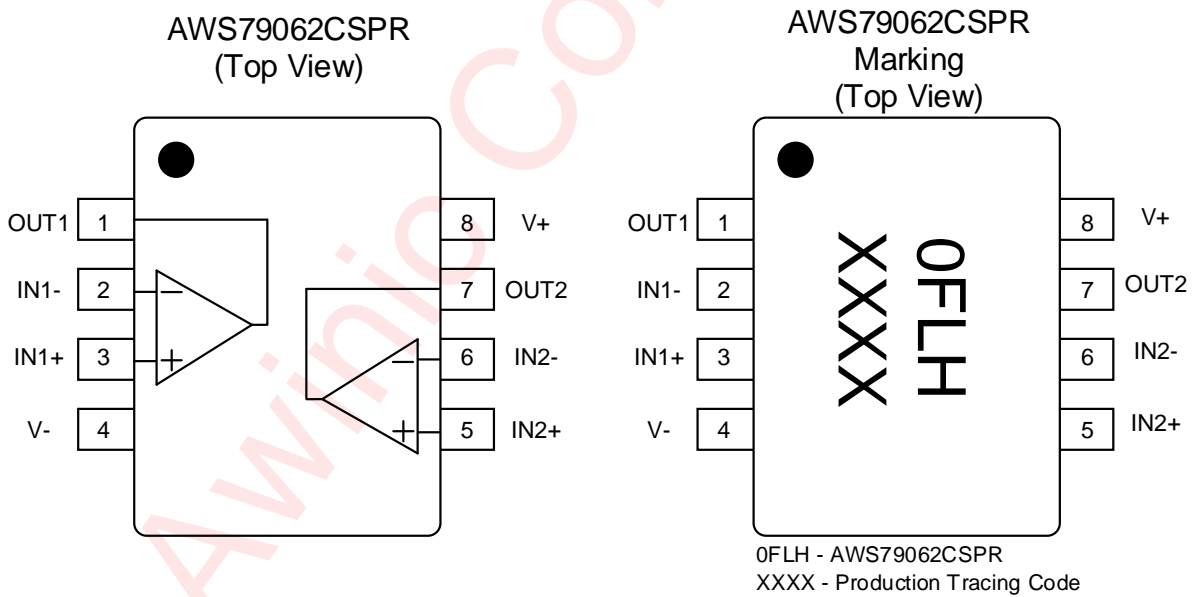 AWS79062CSPR
(Top View)
OUT1 1
IN1- 2
IN1+ 3
V- 4
8 V+
7 OUT2
6 IN2-
5 IN2+
−
+
−
+
AWS79062CSPR
Marking
(Top View)
OUT1 1
IN1- 2
IN1+ 3
V- 4
8 V+
7 OUT2
6 IN2-
5 IN2+
0FLH
XXXX
0FLH - AWS79062CSPR
XXXX - Production Tracing Code
Awinic Co